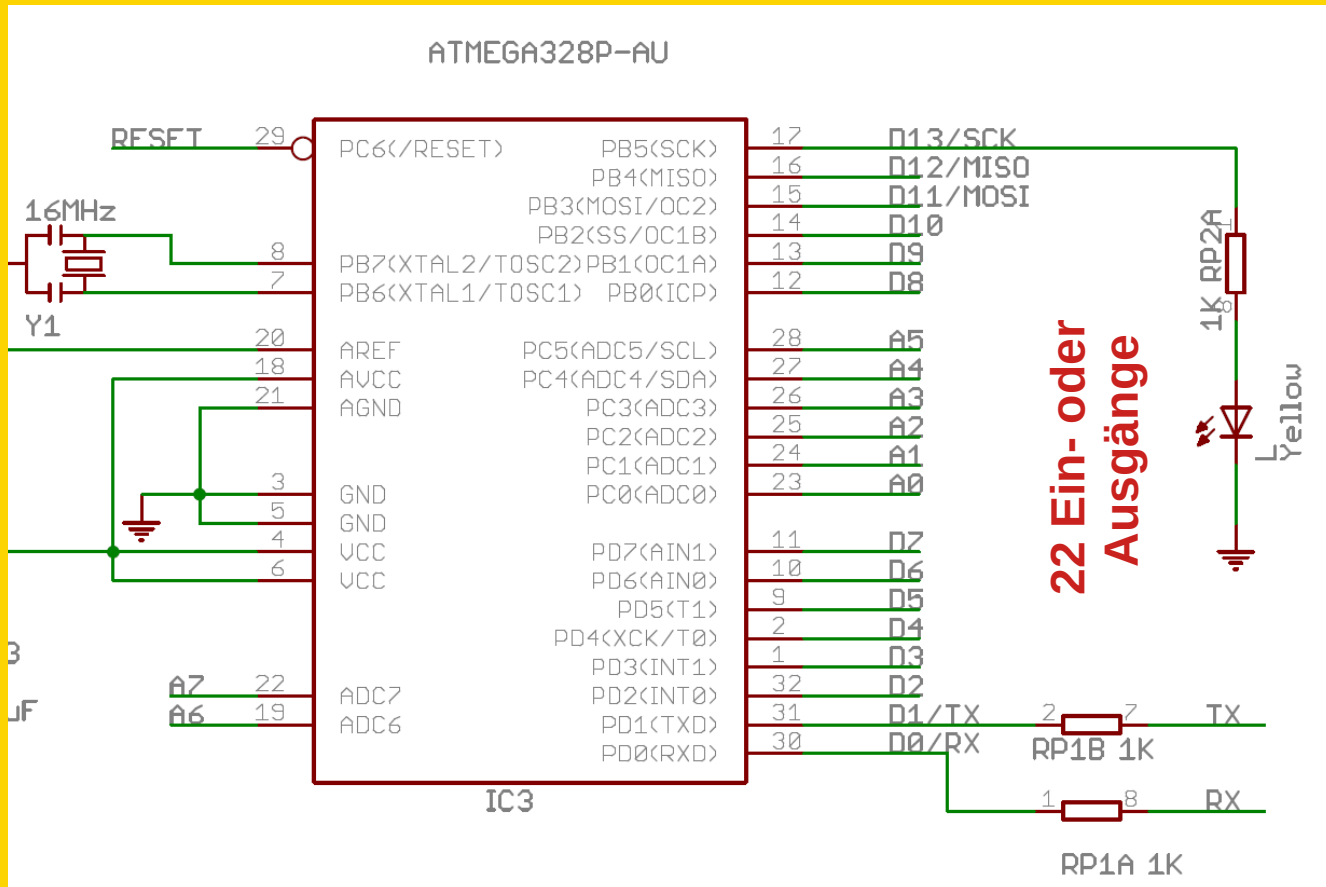 ATMEGA328P-AU
RESET 29 PC6(/RESET) PB5(SCK) 17 D13/SCK
PB4(MISO) 16 D12/MISO
16MHz PB3(MOSI/OC2) 15 D11/MOSI
PB2(SS/OC1B) 14 D10
8 PB7(XTAL2/TOSC2) PB1(OC1A) 13 D9
7 PB6(XTAL1/TOSC1) PB0(ICP) 12 D8
Y1
1
1K RP2A
8
20 AREF PC5(ADC5/SCL) 28 A5
18 AVCC PC4(ADC4/SDA) 27 A4
21 AGND PC3(ADC3) 26 A3
PC2(ADC2) 25 A2
PC1(ADC1) 24 A1
3 GND PC0(ADC0) 23 A0
5 GND
4 VCC PD7(AIN1) 11 D7
6 VCC PD6(AIN0) 10 D6
PD5(T1) 9 D5
PD4(XCK/T0) 2 D4
PD3(INT1) 1 D3
A7 22 ADC7 PD2(INT0) 32 D2
A6 19 ADC6 PD1(TXD) 31 D1/TX 2 7 TX
PD0(RXD) 30 D0/RX RP1B 1K
IC3
1 8 RX
RP1A 1K
22 Ein- oder
Ausgänge
L
Yellow
3
uF